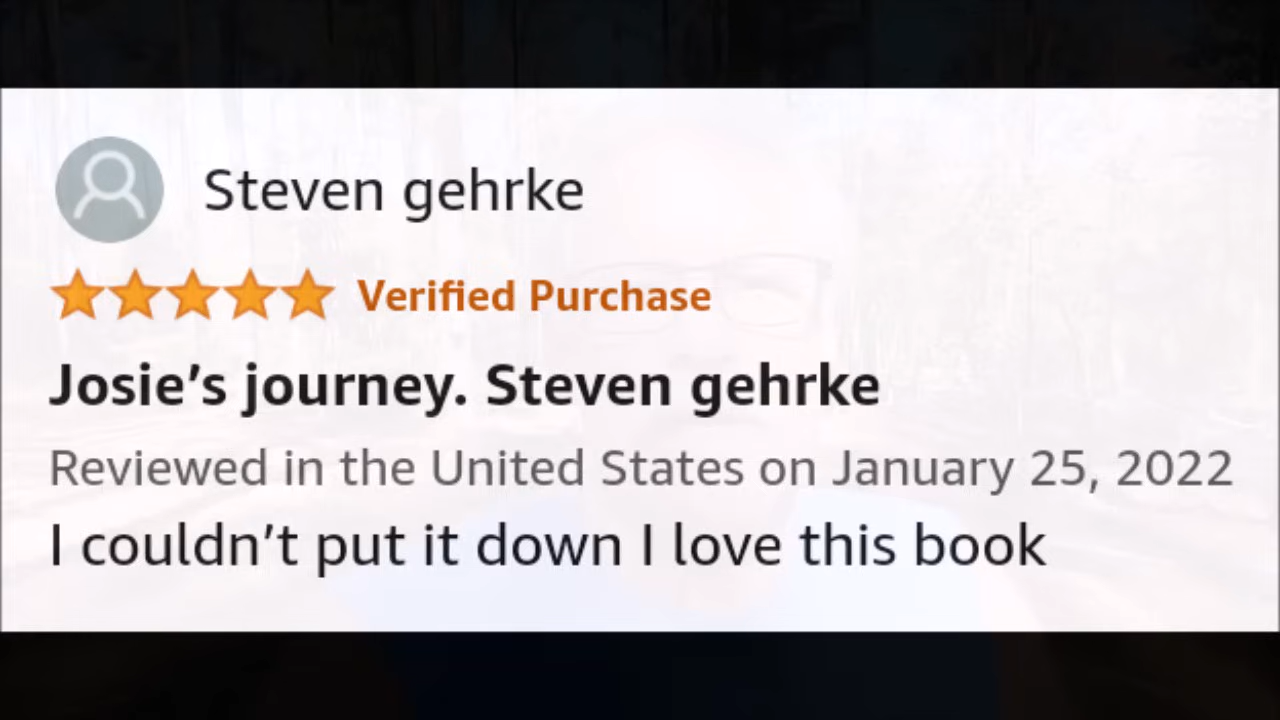 Steven gehrke
Verified Purchase
Josie’s journey. Steven gehrke
Reviewed in the United States on January 25, 2022
I couldn’t put it down I love this book